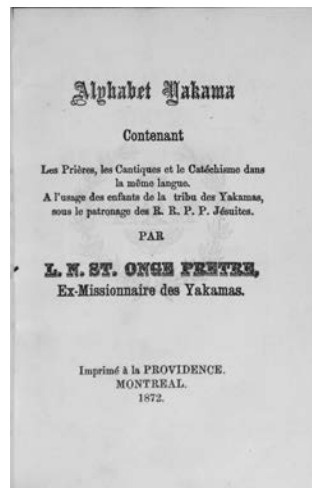 Alphabet Yakama
Contenant
Les Prières, les Cantiques et le Catéchisme dans
la même langue.
A l'usage des enfants de la tribu des Yakamas,
sous le patronage des R. R. P. P. Jésuites.
PAR
L. N. ST. ONGE PRETRE,
Ex-Missionnaire des Yakamas.
Imprimé à la PROVIDENCE.
MONTREAL.
1872.